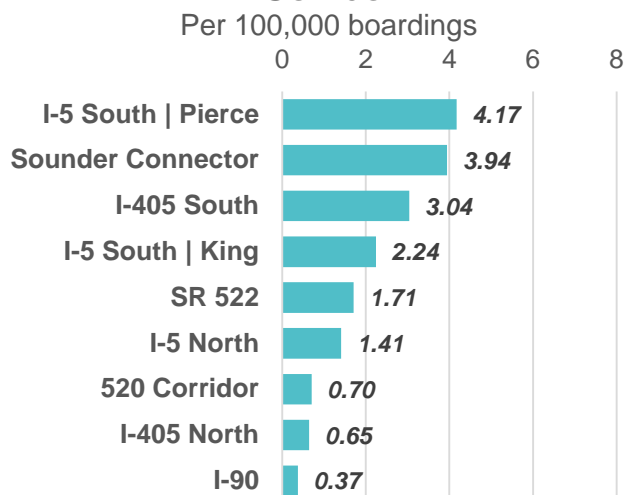 Per 100,000 boardings
0 2 4 6 8
I-5 South | Pierce 4.17
Sounder Connector 3.94
I-405 South 3.04
I-5 South | King 2.24
SR 522 1.71
I-5 North 1.41
520 Corridor 0.70
I-405 North 0.65
I-90 0.37